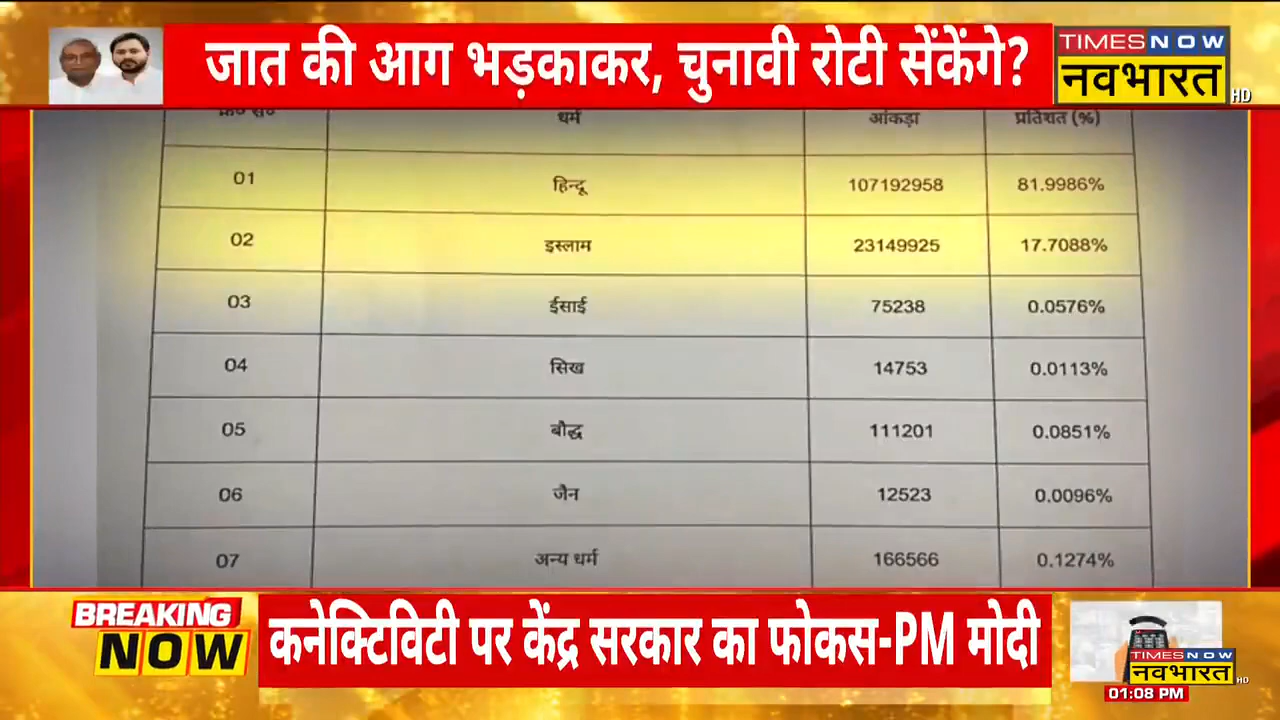 जात की आग भड़काकर, चुनावी रोटी सेंकेंगे?
TIMES NOW
नवभारत
HD
क्र० सं० धर्म आंकड़ा प्रतिशत (%)
01 हिन्दू 107192958 81.9986%
02 इस्लाम 23149925 17.7088%
03 ईसाई 75238 0.0576%
04 सिख 14753 0.0113%
05 बौद्ध 111201 0.0851%
06 जैन 12523 0.0096%
07 अन्य धर्म 166566 0.1274%
BREAKING
NOW
कनेक्टिविटी पर केंद्र सरकार का फोकस-PM मोदी
TIMES NOW
नवभारत
HD
01:08 PM